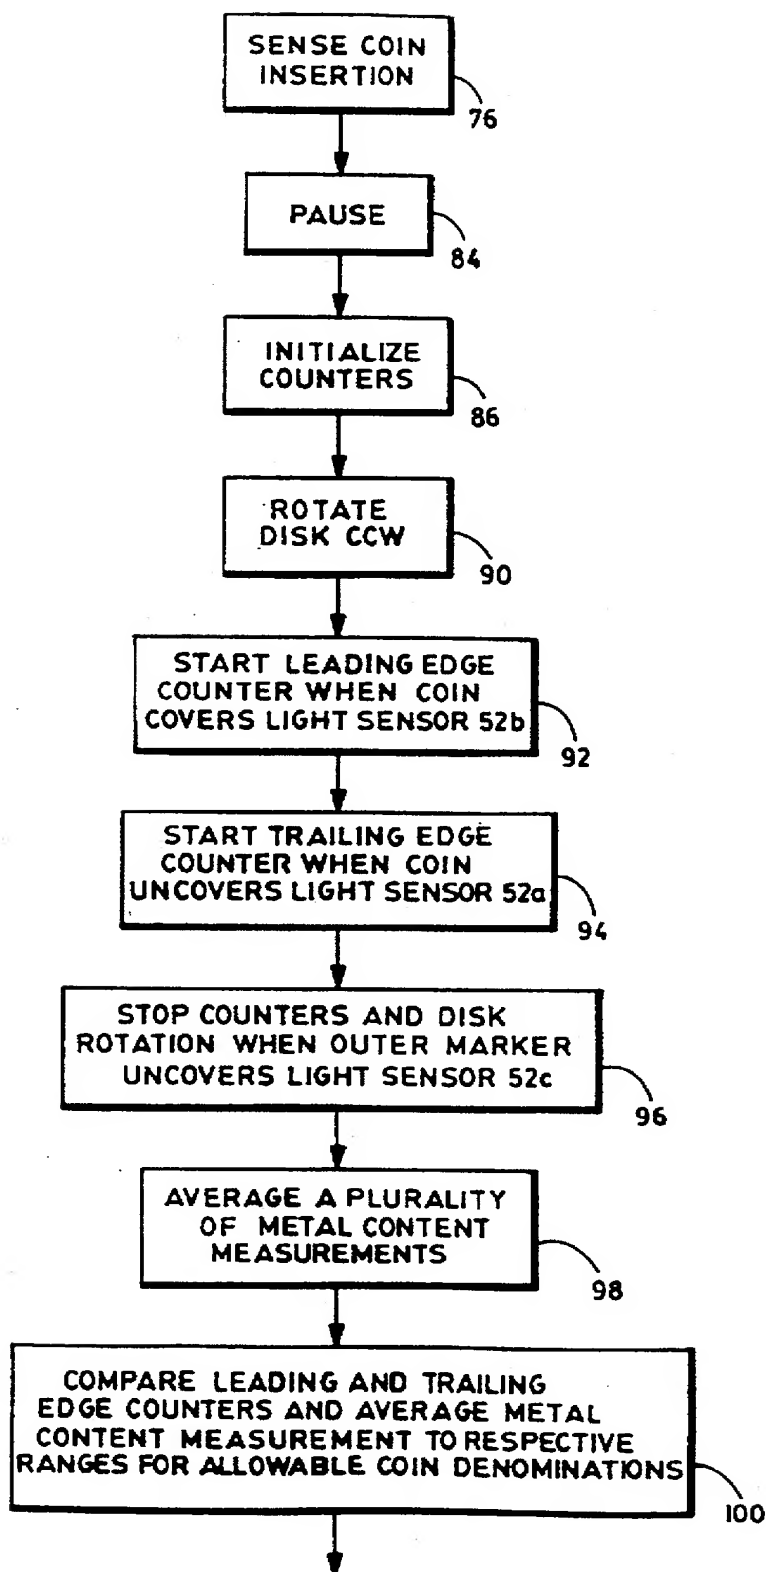 SENSE COIN
INSERTION
76
PAUSE
84
INITIALIZE
COUNTERS
86
ROTATE
DISK CCW
90
START LEADING EDGE
COUNTER WHEN COIN
COVERS LIGHT SENSOR 52b
92
START TRAILING EDGE
COUNTER WHEN COIN
UNCOVERS LIGHT SENSOR 52a
94
STOP COUNTERS AND DISK
ROTATION WHEN OUTER MARKER
UNCOVERS LIGHT SENSOR 52c
96
AVERAGE A PLURALITY
OF METAL CONTENT
MEASUREMENTS
98
COMPARE LEADING AND TRAILING
EDGE COUNTERS AND AVERAGE METAL
CONTENT MEASUREMENT TO RESPECTIVE
RANGES FOR ALLOWABLE COIN DENOMINATIONS
100